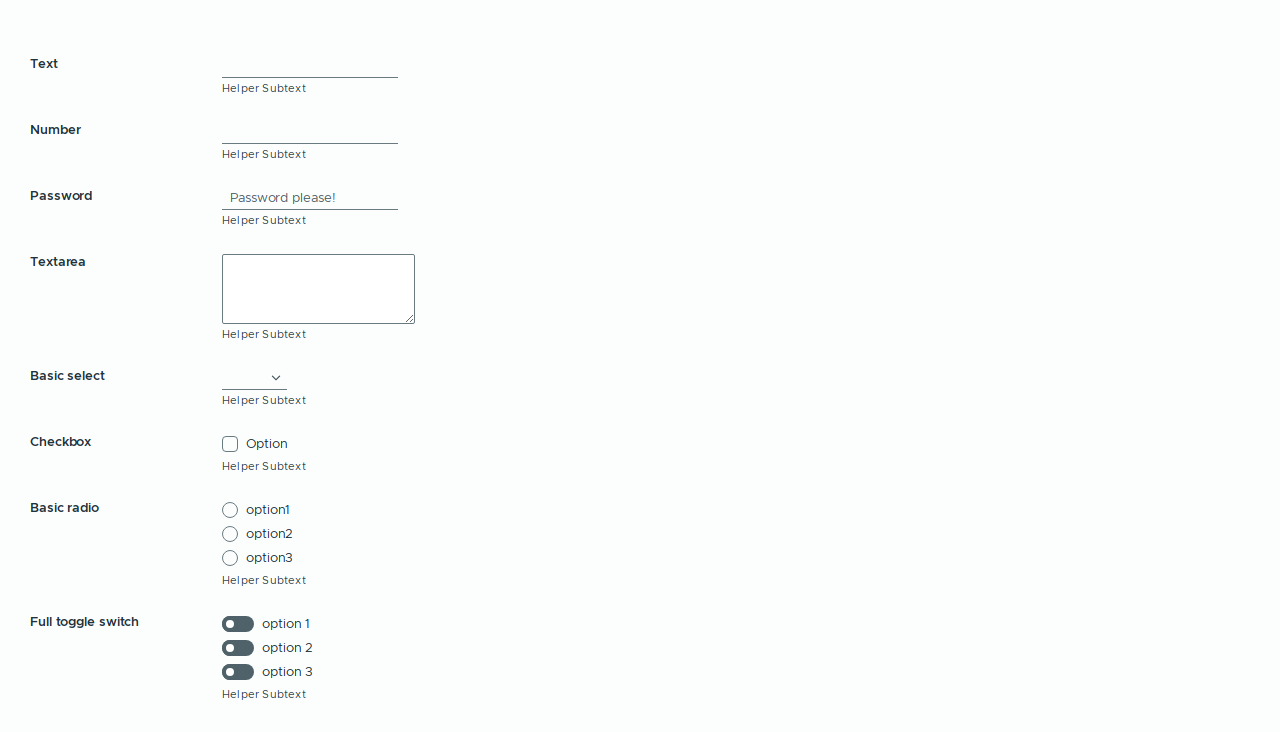 Text
Helper Subtext
Number
Helper Subtext
Password
Password please!
Helper Subtext
Textarea
Helper Subtext
Basic select
Helper Subtext
Checkbox
Option
Helper Subtext
Basic radio
option1
option2
option3
Helper Subtext
Full toggle switch
option 1
option 2
option 3
Helper Subtext